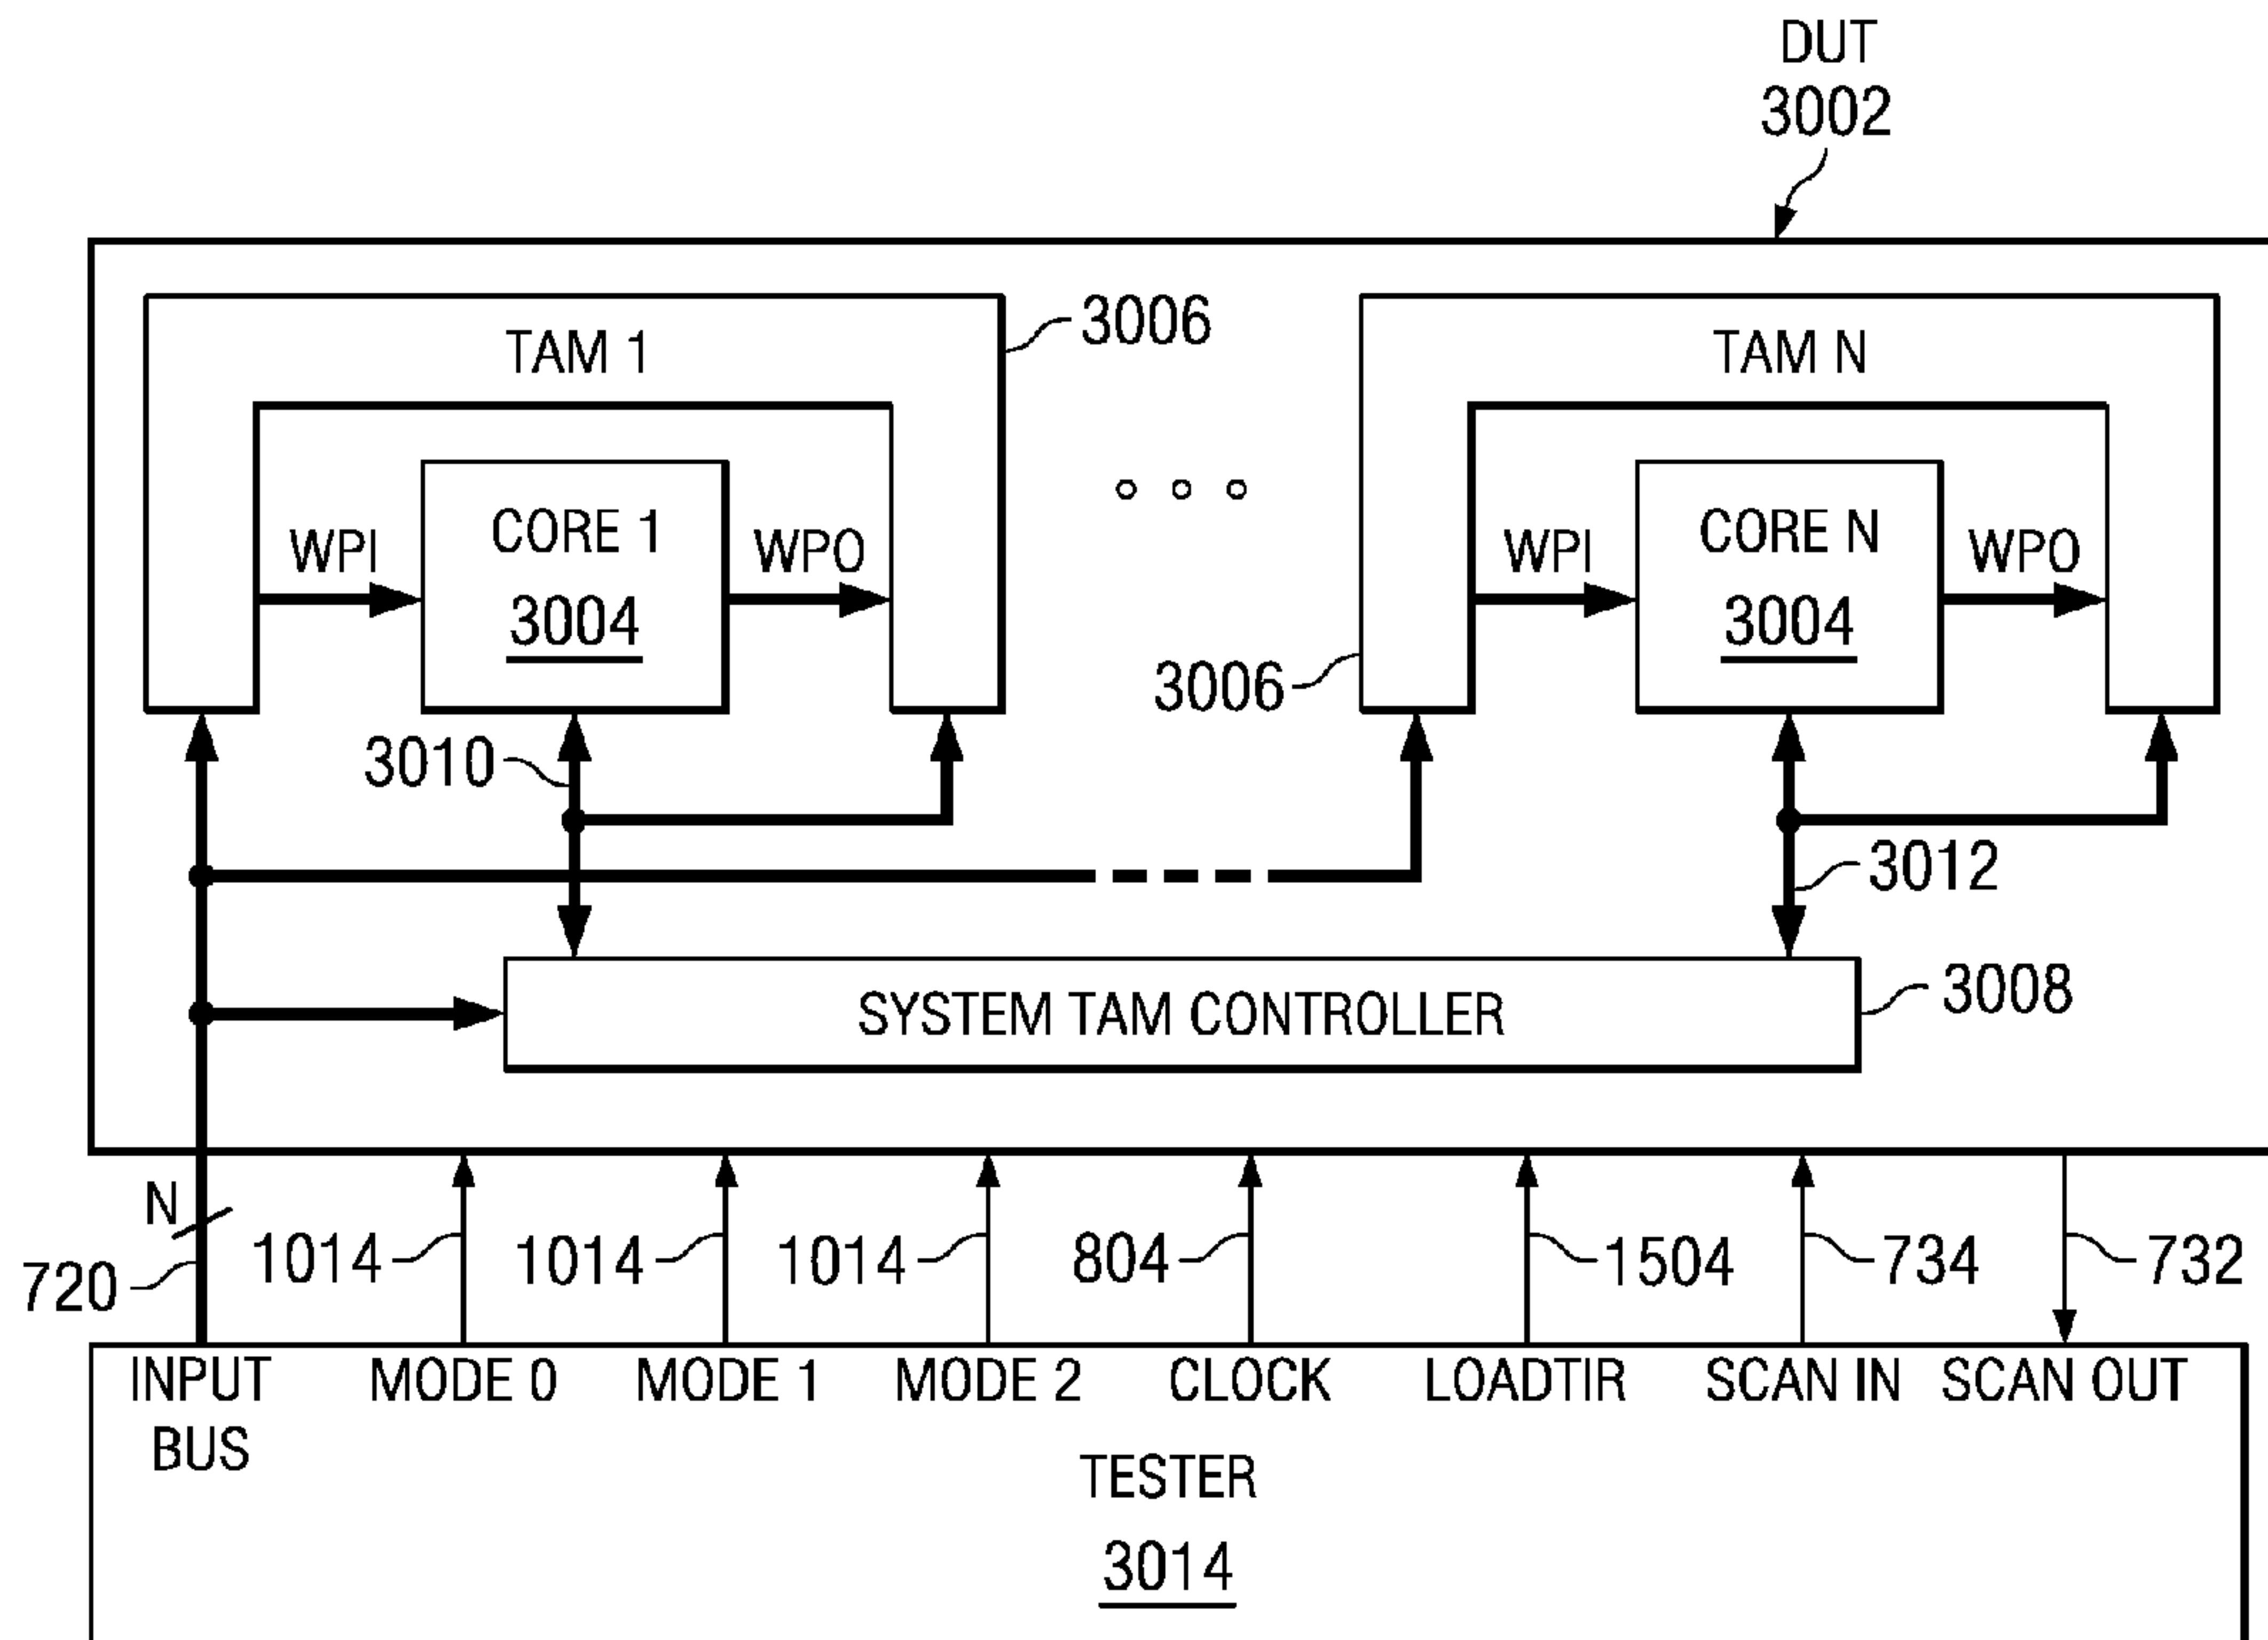 DUT
3002
TAM 1
3006
TAM N
WPI
CORE 1
3004
WPO
WPI
CORE N
3004
WPO
3006
3010
3012
SYSTEM TAM CONTROLLER
3008
N
720
1014
1014
1014
804
1504
734
732
INPUT
BUS
MODE 0
MODE 1
MODE 2
CLOCK
LOADTIR
SCAN IN
SCAN OUT
TESTER
3014